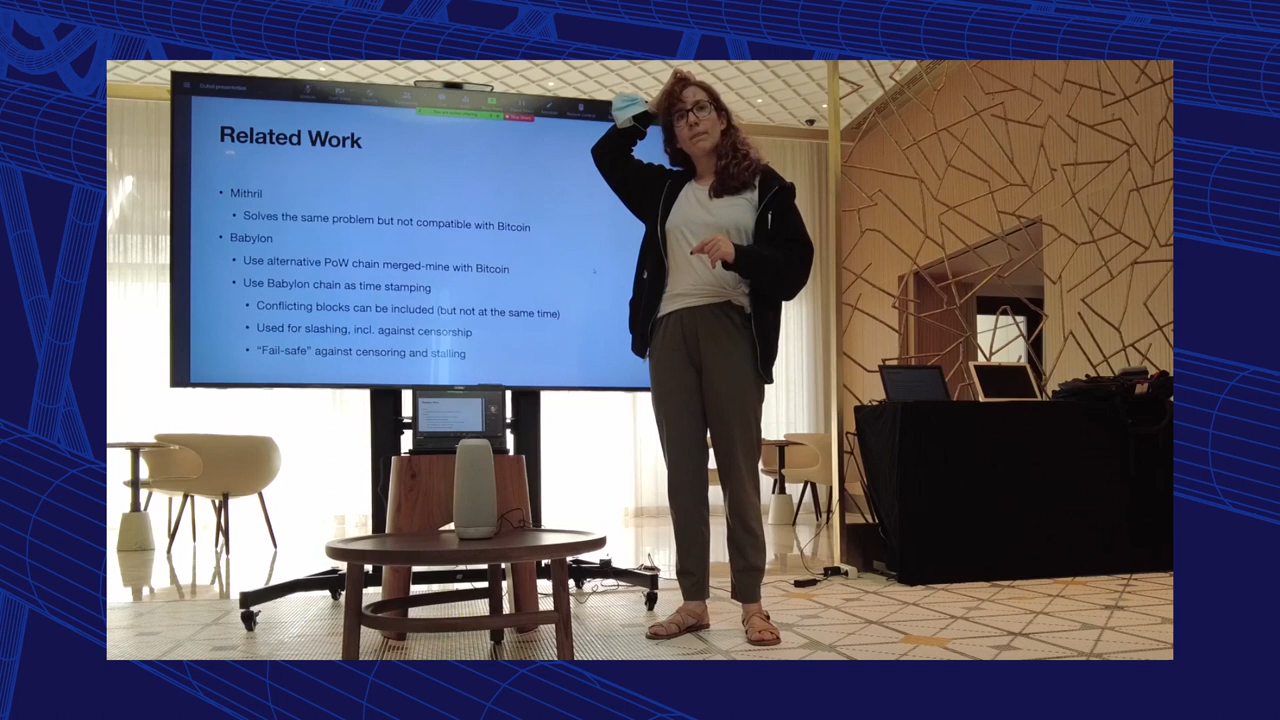 Related Work
• Mithril
• Solves the same problem but not compatible with Bitcoin
• Babylon
• Use alternative PoW chain merged-mine with Bitcoin
• Use Babylon chain as time stamping
• Conflicting blocks can be included (but not at the same time)
• Used for slashing, incl. against censorship
• “Fail-safe” against censoring and stalling